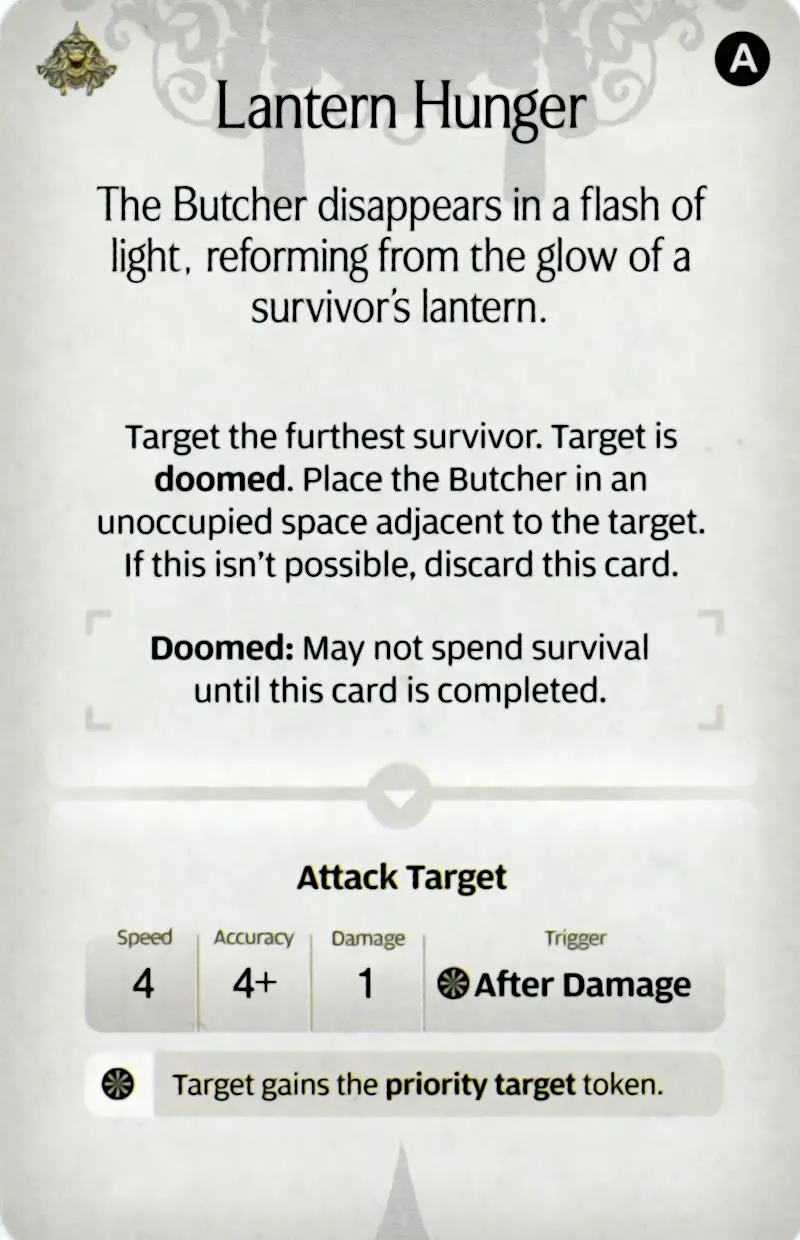 A
Lantern Hunger
The Butcher disappears in a flash of
light, reforming from the glow of a
survivor's lantern.
Target the furthest survivor. Target is
doomed. Place the Butcher in an
unoccupied space adjacent to the target.
If this isn't possible, discard this card.
Doomed: May not spend survival
until this card is completed.
Attack Target
Speed Accuracy Damage Trigger
4 4+ 1 After Damage
Target gains the priority target token.